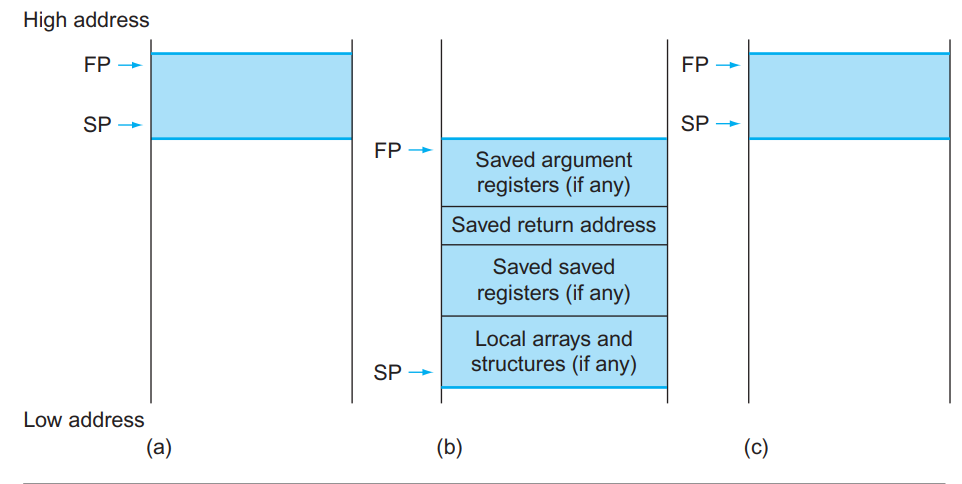 High address
FP
SP
FP
Saved argument
registers (if any)
Saved return address
Saved saved
registers (if any)
Local arrays and
structures (if any)
SP
FP
SP
Low address
(a)
(b)
(c)